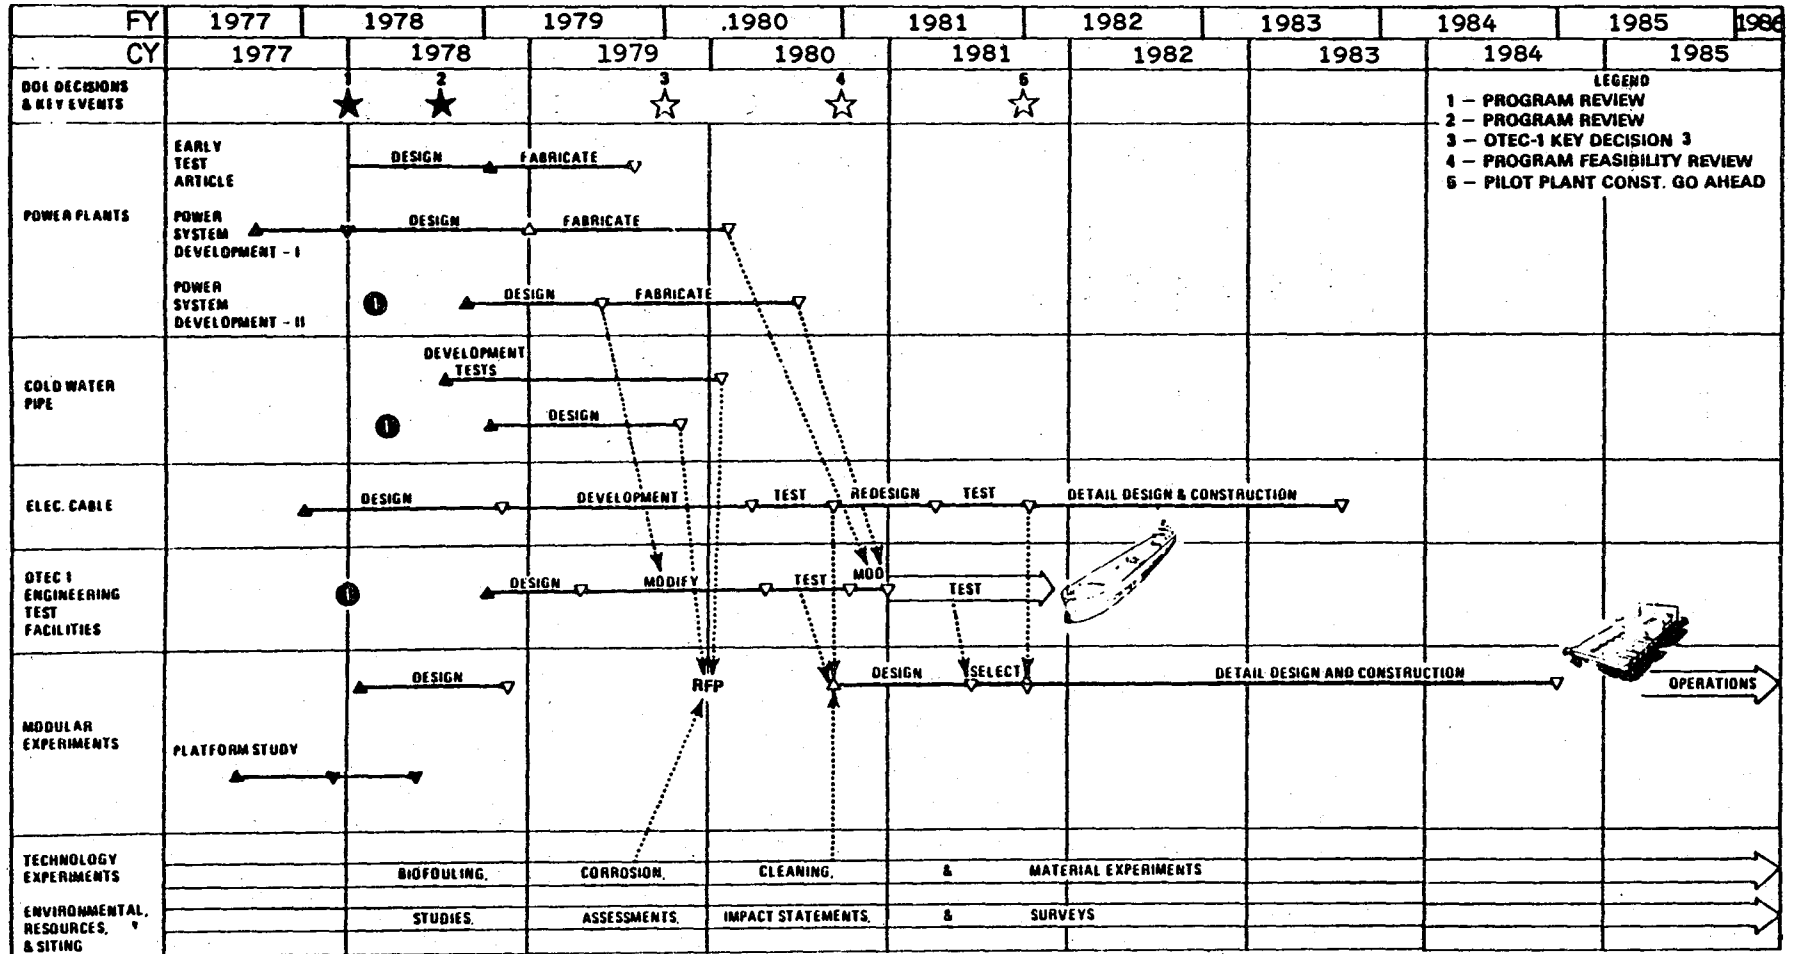 FY 1977 1978 1979 .1980 1981 1982 1983 1984 1985 1986
CY 1977 1978 1979 1980 1981 1982 1983 1984 1985
DOE DECISIONS
& KEY EVENTS
1 2 3 4 5
LEGEND
1 – PROGRAM REVIEW
2 – PROGRAM REVIEW
3 – OTEC-1 KEY DECISION 3
4 – PROGRAM FEASIBILITY REVIEW
5 – PILOT PLANT CONST. GO AHEAD
POWER PLANTS
EARLY
TEST
ARTICLE
DESIGN FABRICATE
POWER
SYSTEM
DEVELOPMENT - I
DESIGN FABRICATE
POWER
SYSTEM
DEVELOPMENT - II
1 DESIGN FABRICATE
COLD WATER
PIPE
DEVELOPMENT
TESTS
1 DESIGN
ELEC. CABLE
DESIGN DEVELOPMENT TEST REDESIGN TEST DETAIL DESIGN & CONSTRUCTION
OTEC 1
ENGINEERING
TEST
FACILITIES
1 DESIGN MODIFY TEST MOD TEST
MODULAR
EXPERIMENTS
DESIGN RFP DESIGN SELECT DETAIL DESIGN AND CONSTRUCTION OPERATIONS
PLATFORM STUDY
TECHNOLOGY
EXPERIMENTS
BIOFOULING, CORROSION, CLEANING, & MATERIAL EXPERIMENTS
ENVIRONMENTAL,
RESOURCES,
& SITING
STUDIES, ASSESSMENTS, IMPACT STATEMENTS, & SURVEYS